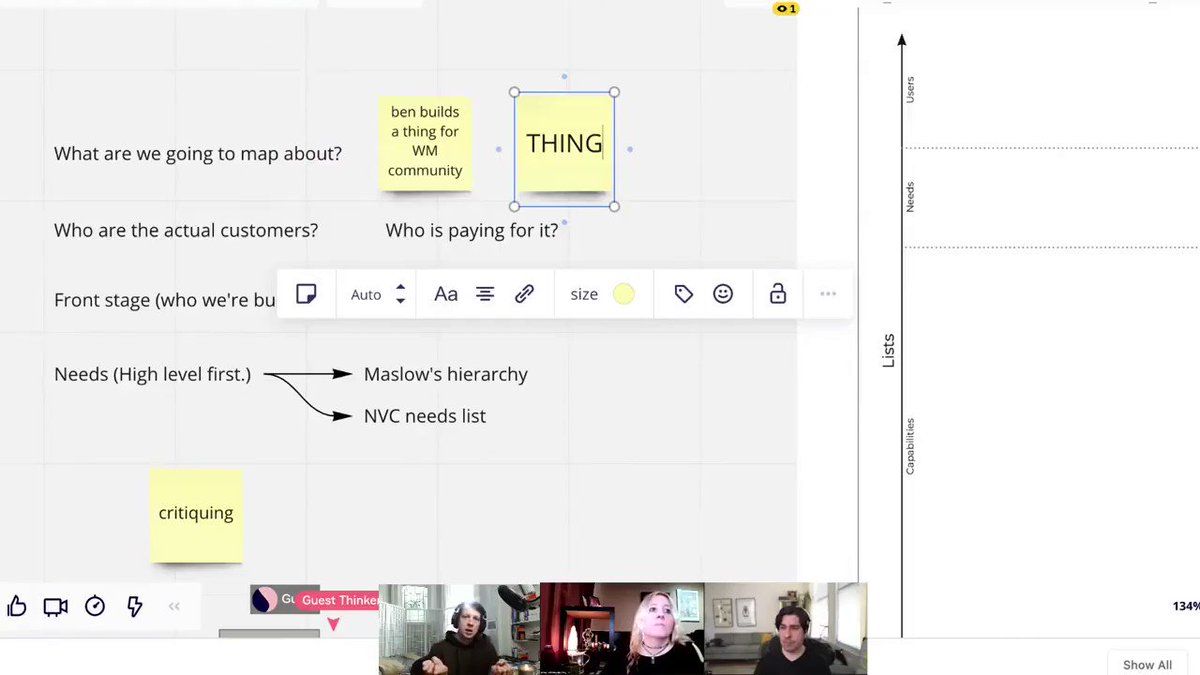 1
ben builds
a thing for
WM
community
THING
What are we going to map about?
Who are the actual customers?
Who is paying for it?
Front stage (who we're bu
Auto
Aa
size
Needs (High level first.)
Maslow's hierarchy
NVC needs list
critiquing
Gu
Guest Thinker
Users
Needs
Lists
Capabilities
134%
Show All